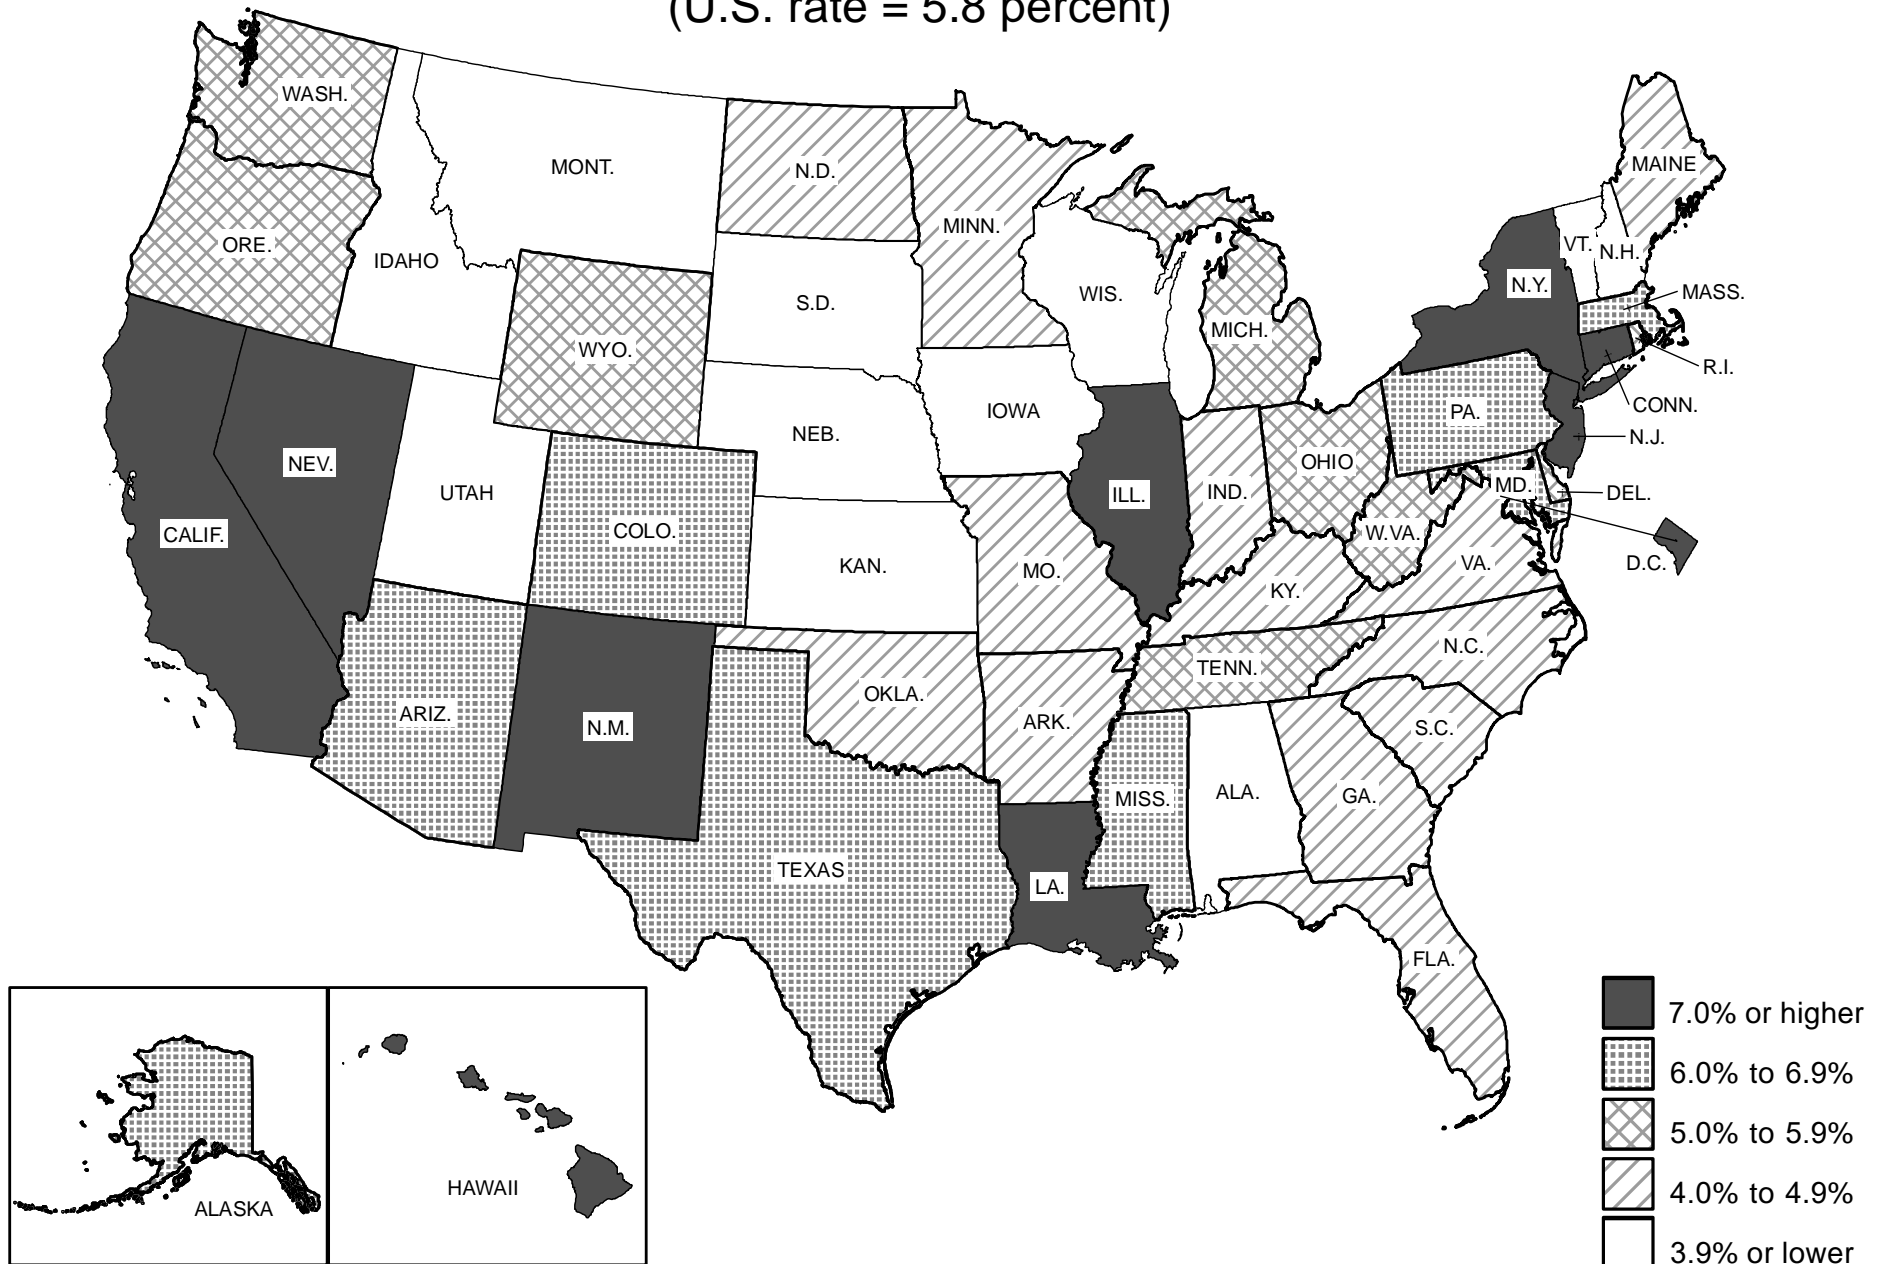 (U.S. rate = 5.8 percent)
WASH.
MONT.
N.D.
MINN.
MAINE
ORE.
IDAHO
VT.
N.H.
S.D.
WIS.
N.Y.
MASS.
WYO.
MICH.
R.I.
IOWA
PA.
CONN.
NEB.
N.J.
NEV.
OHIO
UTAH
ILL.
IND.
MD.
DEL.
CALIF.
COLO.
W.VA.
KAN.
MO.
VA.
D.C.
KY.
N.C.
TENN.
OKLA.
ARIZ.
N.M.
ARK.
S.C.
MISS.
ALA.
GA.
TEXAS
LA.
FLA.
ALASKA
HAWAII
7.0% or higher
6.0% to 6.9%
5.0% to 5.9%
4.0% to 4.9%
3.9% or lower